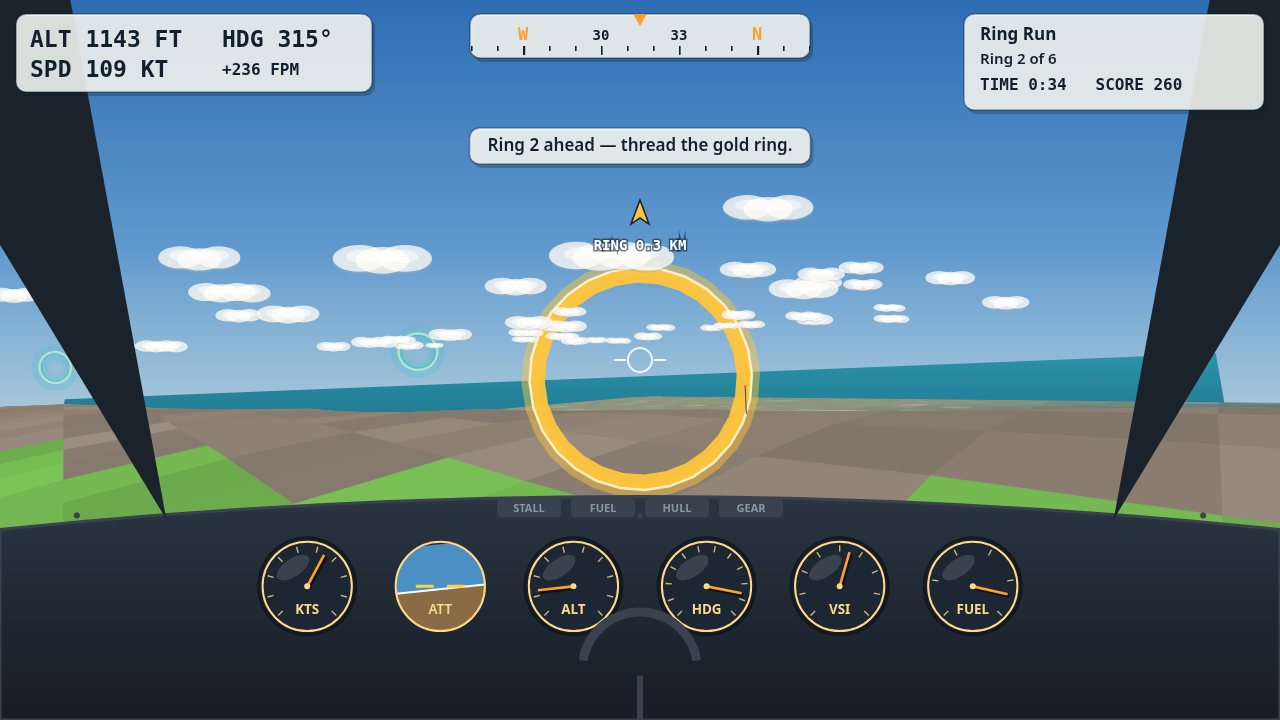 ALT 1143 FT HDG 315°
SPD 109 KT +236 FPM
W 30 33 N
Ring Run
Ring 2 of 6
TIME 0:34 SCORE 260
Ring 2 ahead — thread the gold ring.
RING 0.3 KM
STALL FUEL HULL GEAR
KTS ATT ALT HDG VSI FUEL